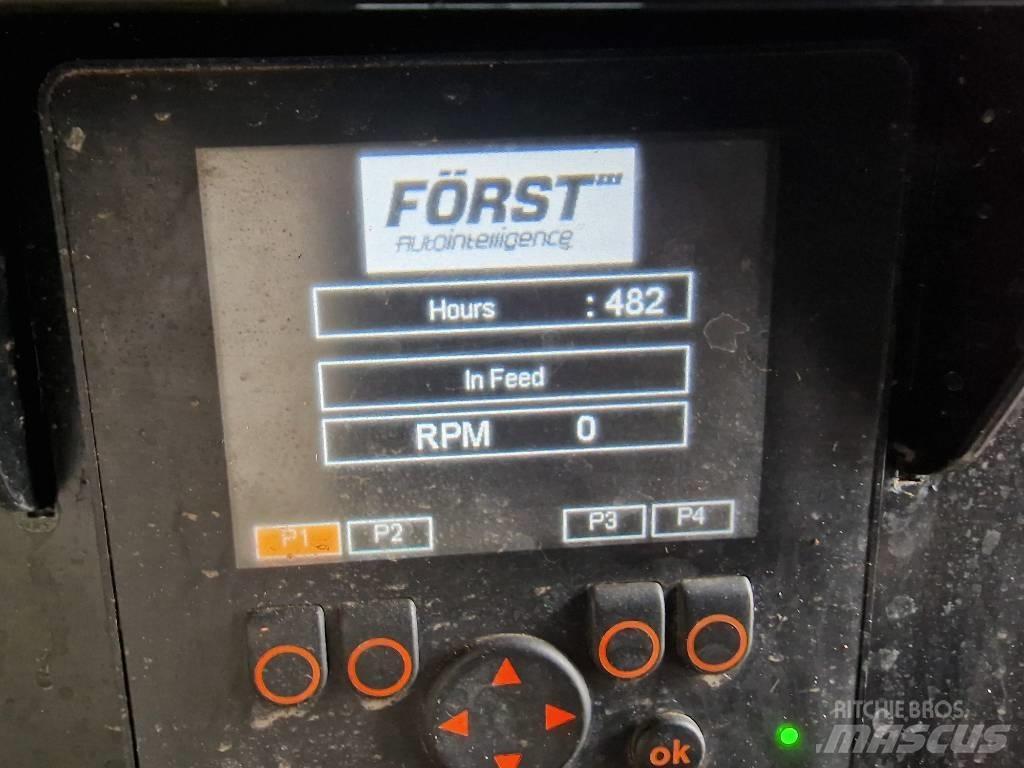 FÖRST
Autointelligence
Hours : 482
In Feed
RPM 0
P1 P2 P3 P4
ok
RITCHIE BROS.
MASCUS